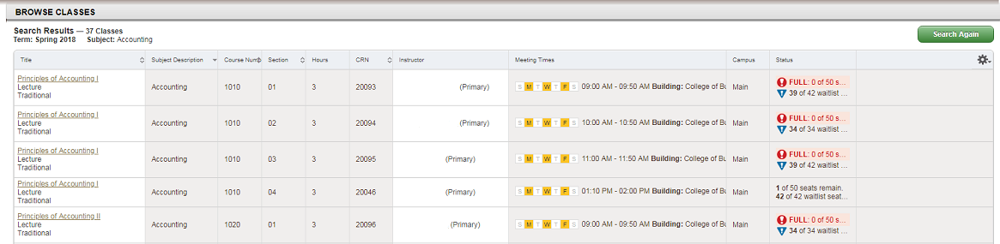 BROWSE CLASSES
Search Results — 37 Classes
Term: Spring 2018 Subject: Accounting
Search Again
Title Subject Description Course Num Section Hours CRN Instructor Meeting Times Campus Status
Principles of Accounting I
Lecture
Traditional
Accounting 1010 01 3 20093 (Primary) S M T W T F S 09:00 AM - 09:50 AM Building: College of Bu Main
FULL: 0 of 50 s...
39 of 42 waitlist ...
Principles of Accounting I
Lecture
Traditional
Accounting 1010 02 3 20094 (Primary) S M T W T F S 10:00 AM - 10:50 AM Building: College of Bu Main
FULL: 0 of 50 s...
34 of 34 waitlist ...
Principles of Accounting I
Lecture
Traditional
Accounting 1010 03 3 20095 (Primary) S M T W T F S 11:00 AM - 11:50 AM Building: College of Bu Main
FULL: 0 of 50 s...
39 of 42 waitlist ...
Principles of Accounting I
Lecture
Traditional
Accounting 1010 04 3 20046 (Primary) S M T W T F S 01:10 PM - 02:00 PM Building: College of Bu Main
1 of 50 seats remain.
42 of 42 waitlist seat...
Principles of Accounting II
Lecture
Traditional
Accounting 1020 01 3 20096 (Primary) S M T W T F S 09:00 AM - 09:50 AM Building: College of Bu Main
FULL: 0 of 50 s...
34 of 34 waitlist ...